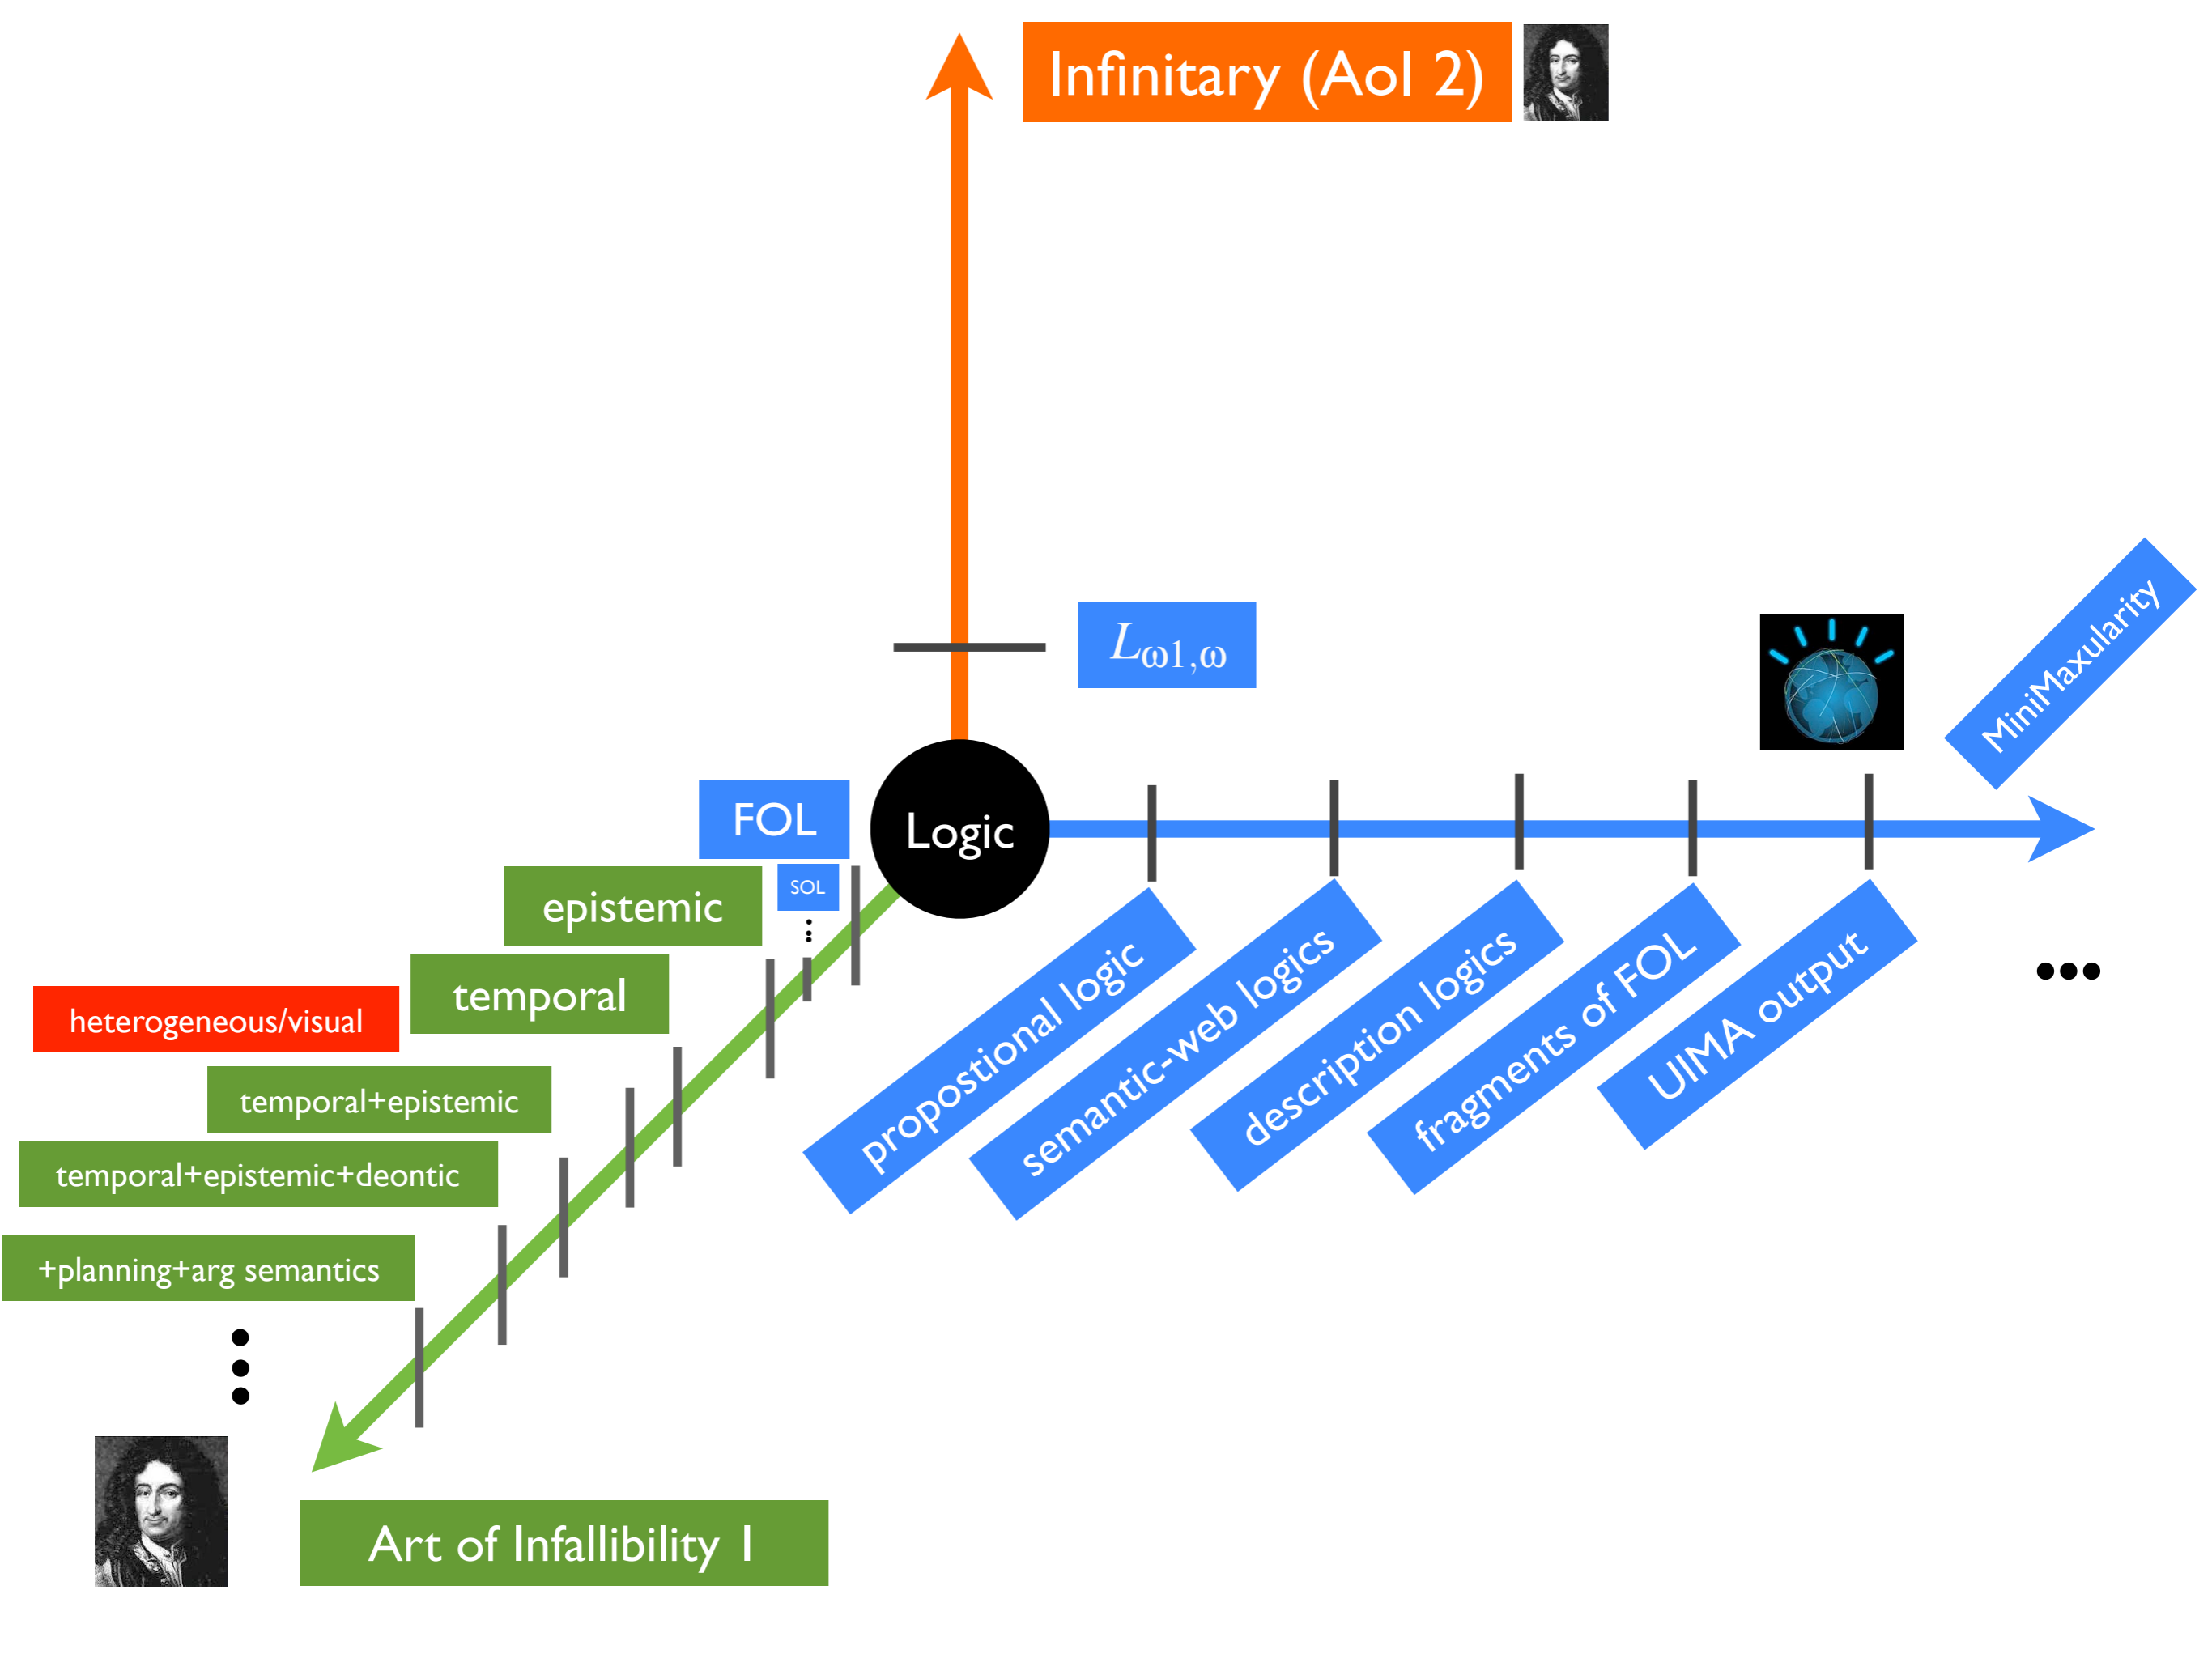 Infinitary (AoI 2)
Lω1,ω
MiniMaxularity
Logic
FOL
SOL
epistemic
temporal
heterogeneous/visual
temporal+epistemic
temporal+epistemic+deontic
+planning+arg semantics
propostional logic
semantic-web logics
description logics
fragments of FOL
UIMA output
Art of Infallibility 1